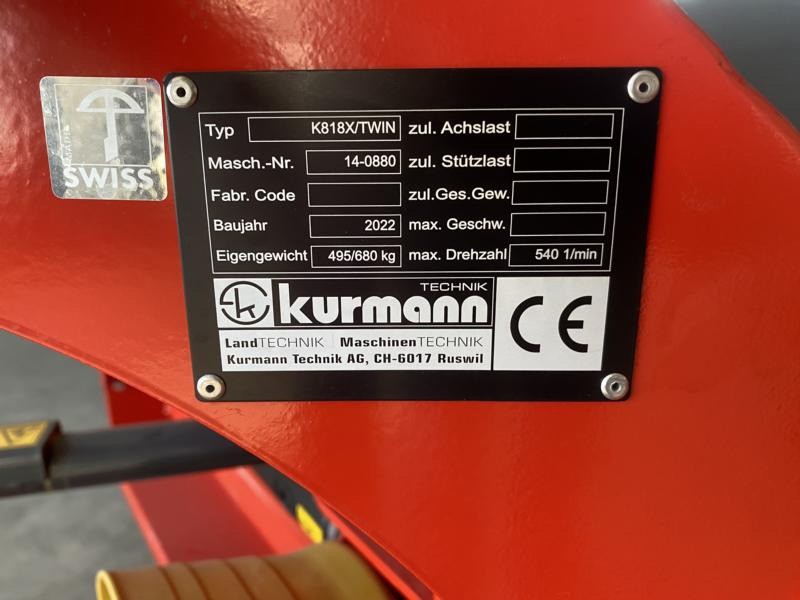 SWISS
Typ K818X/TWIN zul. Achslast
Masch.-Nr. 14-0880 zul. Stützlast
Fabr. Code zul.Ges.Gew.
Baujahr 2022 max. Geschw.
Eigengewicht 495/680 kg max. Drehzahl 540 1/min
TECHNIK
k kurmann
CE
LandTECHNIK MaschinenTECHNIK
Kurmann Technik AG, CH-6017 Ruswil